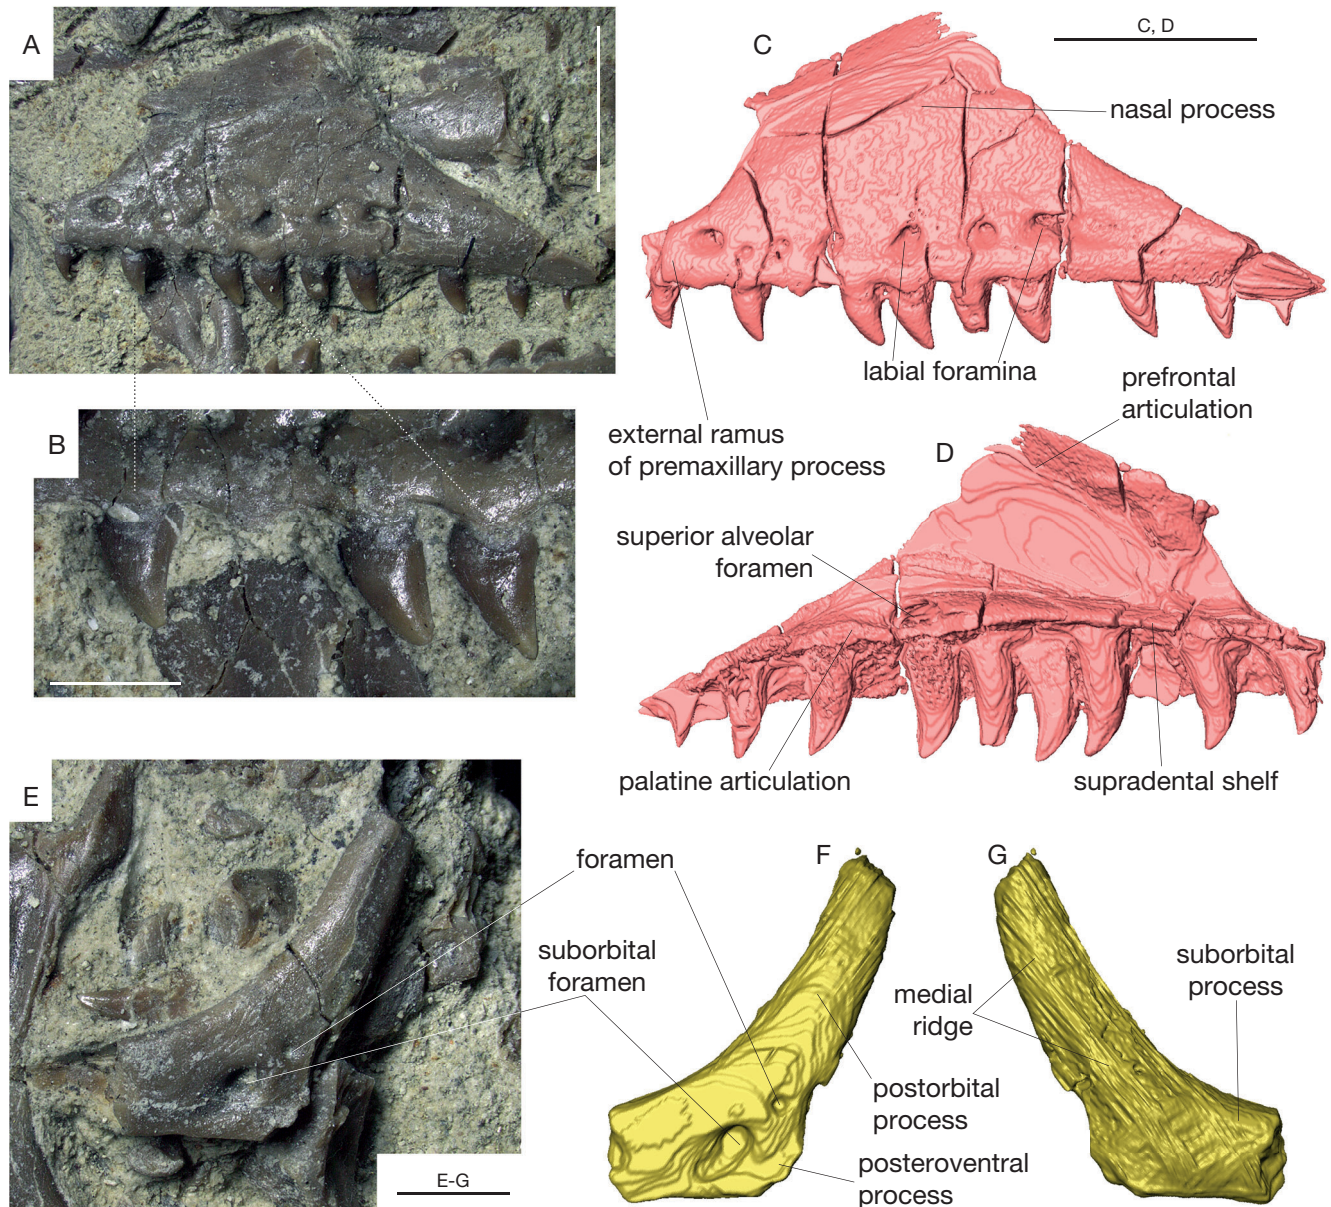 A
C
C, D
nasal process
labial foramina
prefrontal
articulation
external ramus
of premaxillary process
B
D
superior alveolar
foramen
palatine articulation
supradental shelf
E
foramen
F
G
suborbital
foramen
suborbital
process
medial
ridge
postorbital
process
posteroventral
process
E-G